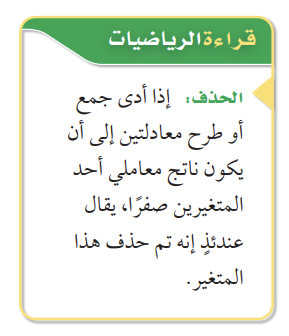 قراءة الرياضيات
الحذف: إذا أدى جمع
أو طرح معادلتين إلى أن
يكون ناتج معاملي أحد
المتغيرين صفرًا، يقال
عندئذٍ إنه تم حذف هذا
المتغير.